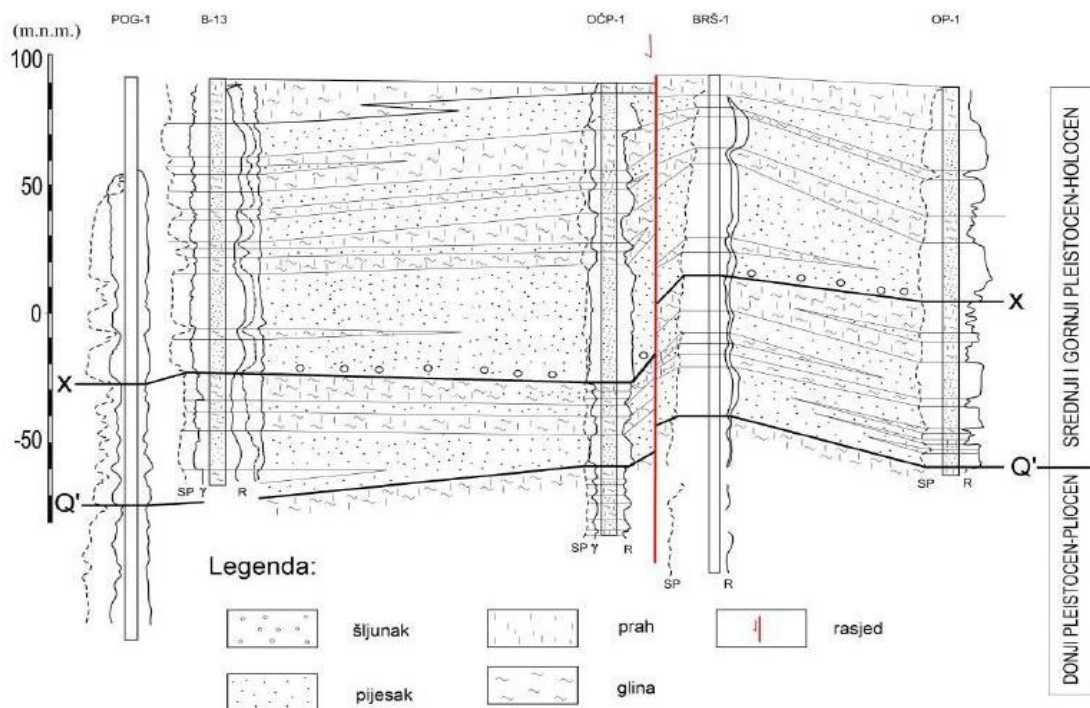 POG-1 B-13 OČP-1 BRŠ-1 OP-1
(m.n.m.)
100
50
0
-50
X
Q'
SP γ R
SP γ R
SP R
SP R
X
Q'
SREDNJI I GORNJI PLEISTOCEN-HOLOCEN
DONJI PLEISTOCEN-PLIOCEN
Legenda:
šljunak
prah
rasjed
pijesak
glina